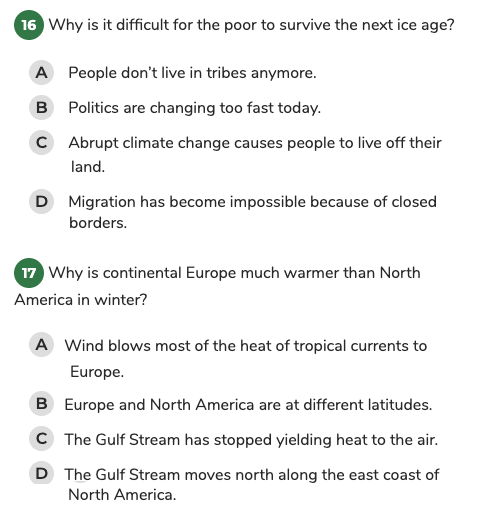 16 Why is it difficult for the poor to survive the next ice age?
A People don't live in tribes anymore.
B Politics are changing too fast today.
C Abrupt climate change causes people to live off their
land.
D Migration has become impossible because of closed
borders.
17 Why is continental Europe much warmer than North
America in winter?
A Wind blows most of the heat of tropical currents to
Europe.
B Europe and North America are at different latitudes.
C The Gulf Stream has stopped yielding heat to the air.
D The Gulf Stream moves north along the east coast of
North America.